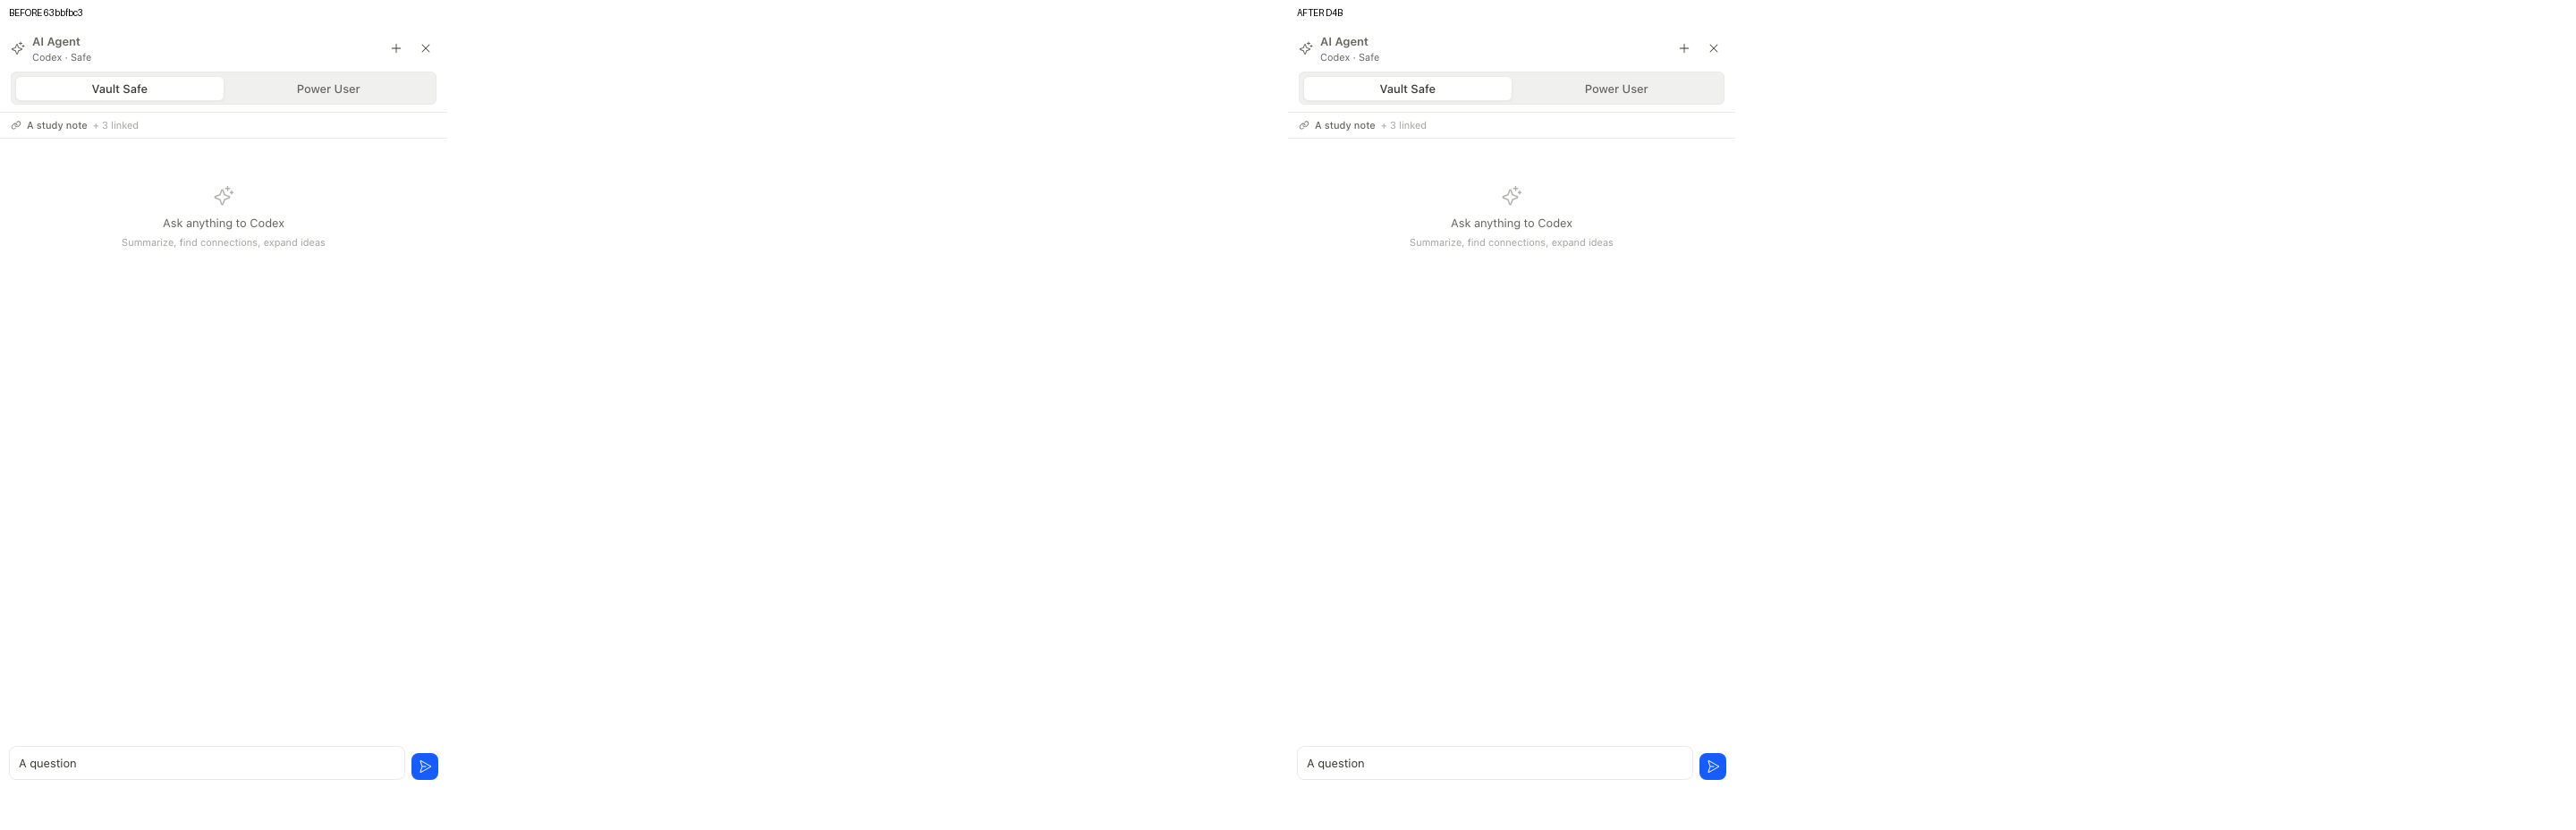 BEFORE 63bbfbc3
AI Agent
Codex · Safe
Vault Safe
Power User
A study note + 3 linked
Ask anything to Codex
Summarize, find connections, expand ideas
A question
AFTER D4B
AI Agent
Codex · Safe
Vault Safe
Power User
A study note + 3 linked
Ask anything to Codex
Summarize, find connections, expand ideas
A question